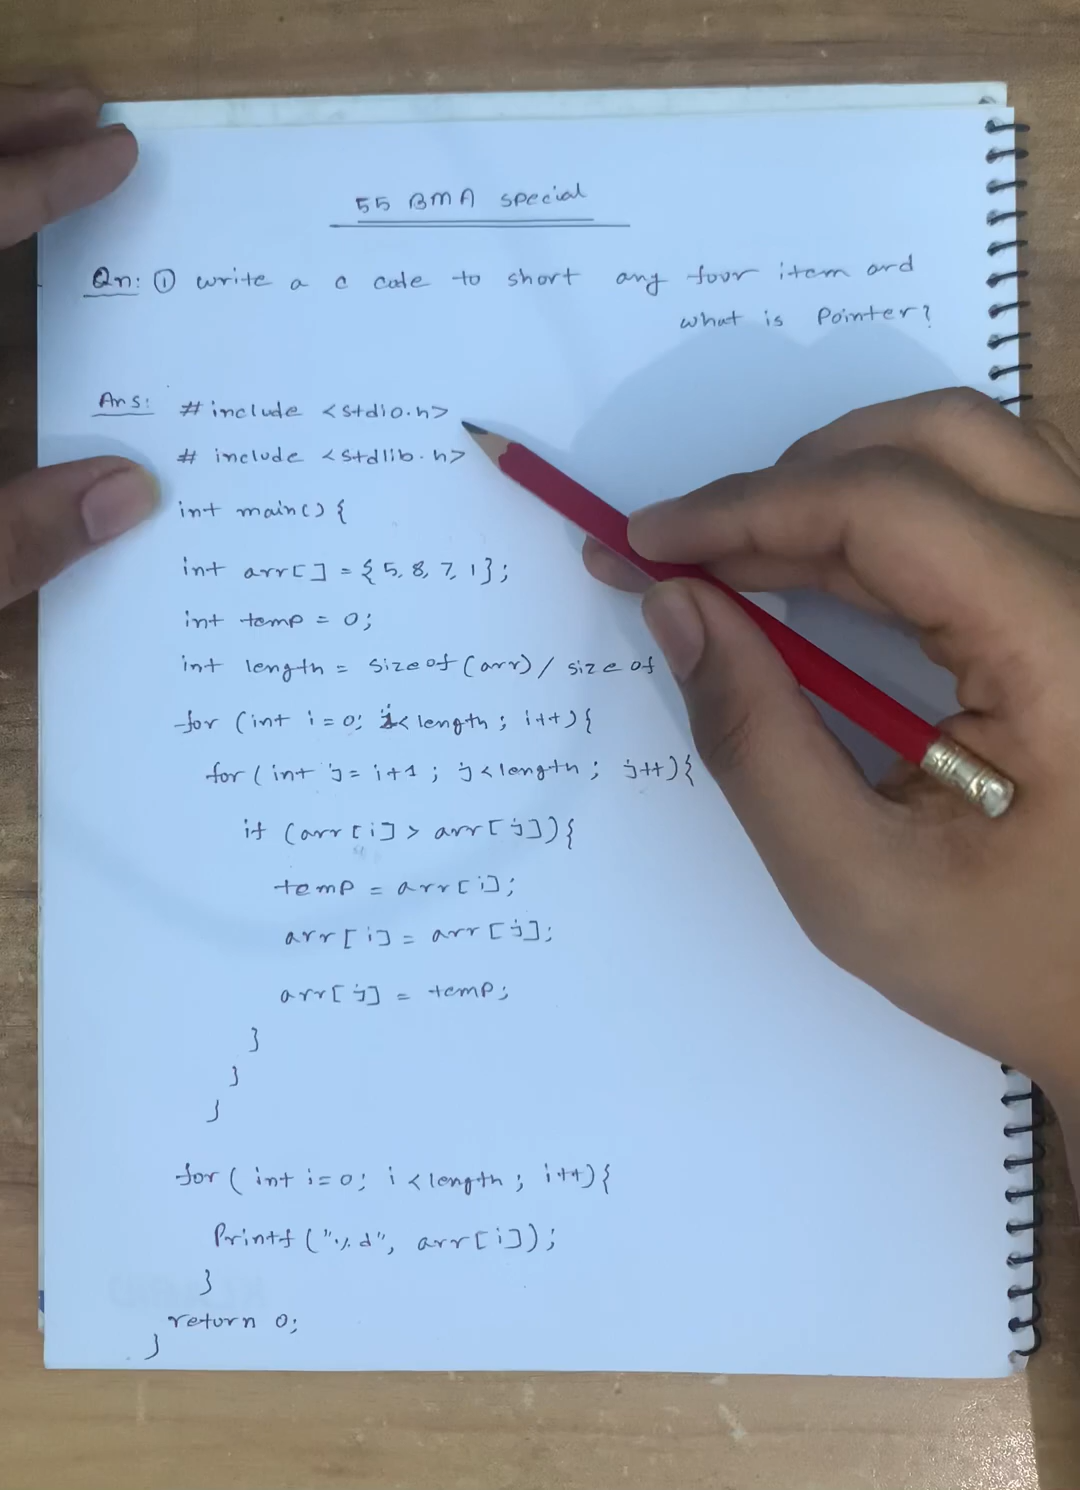 55 BMA special
Qn: ① write a c code to short any four item and
what is Pointer?
Ans: # include <stdio.h>
# include <stdlib.h>
int main() {
int arr[] = {5, 8, 7, 1};
int temp = 0;
int length = size of (arr) / size of
for (int i = 0; i < length; i++) {
for (int j = i+1; j < length; j++) {
if (arr[i] > arr[j]) {
temp = arr[i];
arr[i] = arr[j];
arr[j] = temp;
}
}
}
for (int i = 0; i < length; i++) {
Printf ("%d", arr[i]);
}
return 0;
}